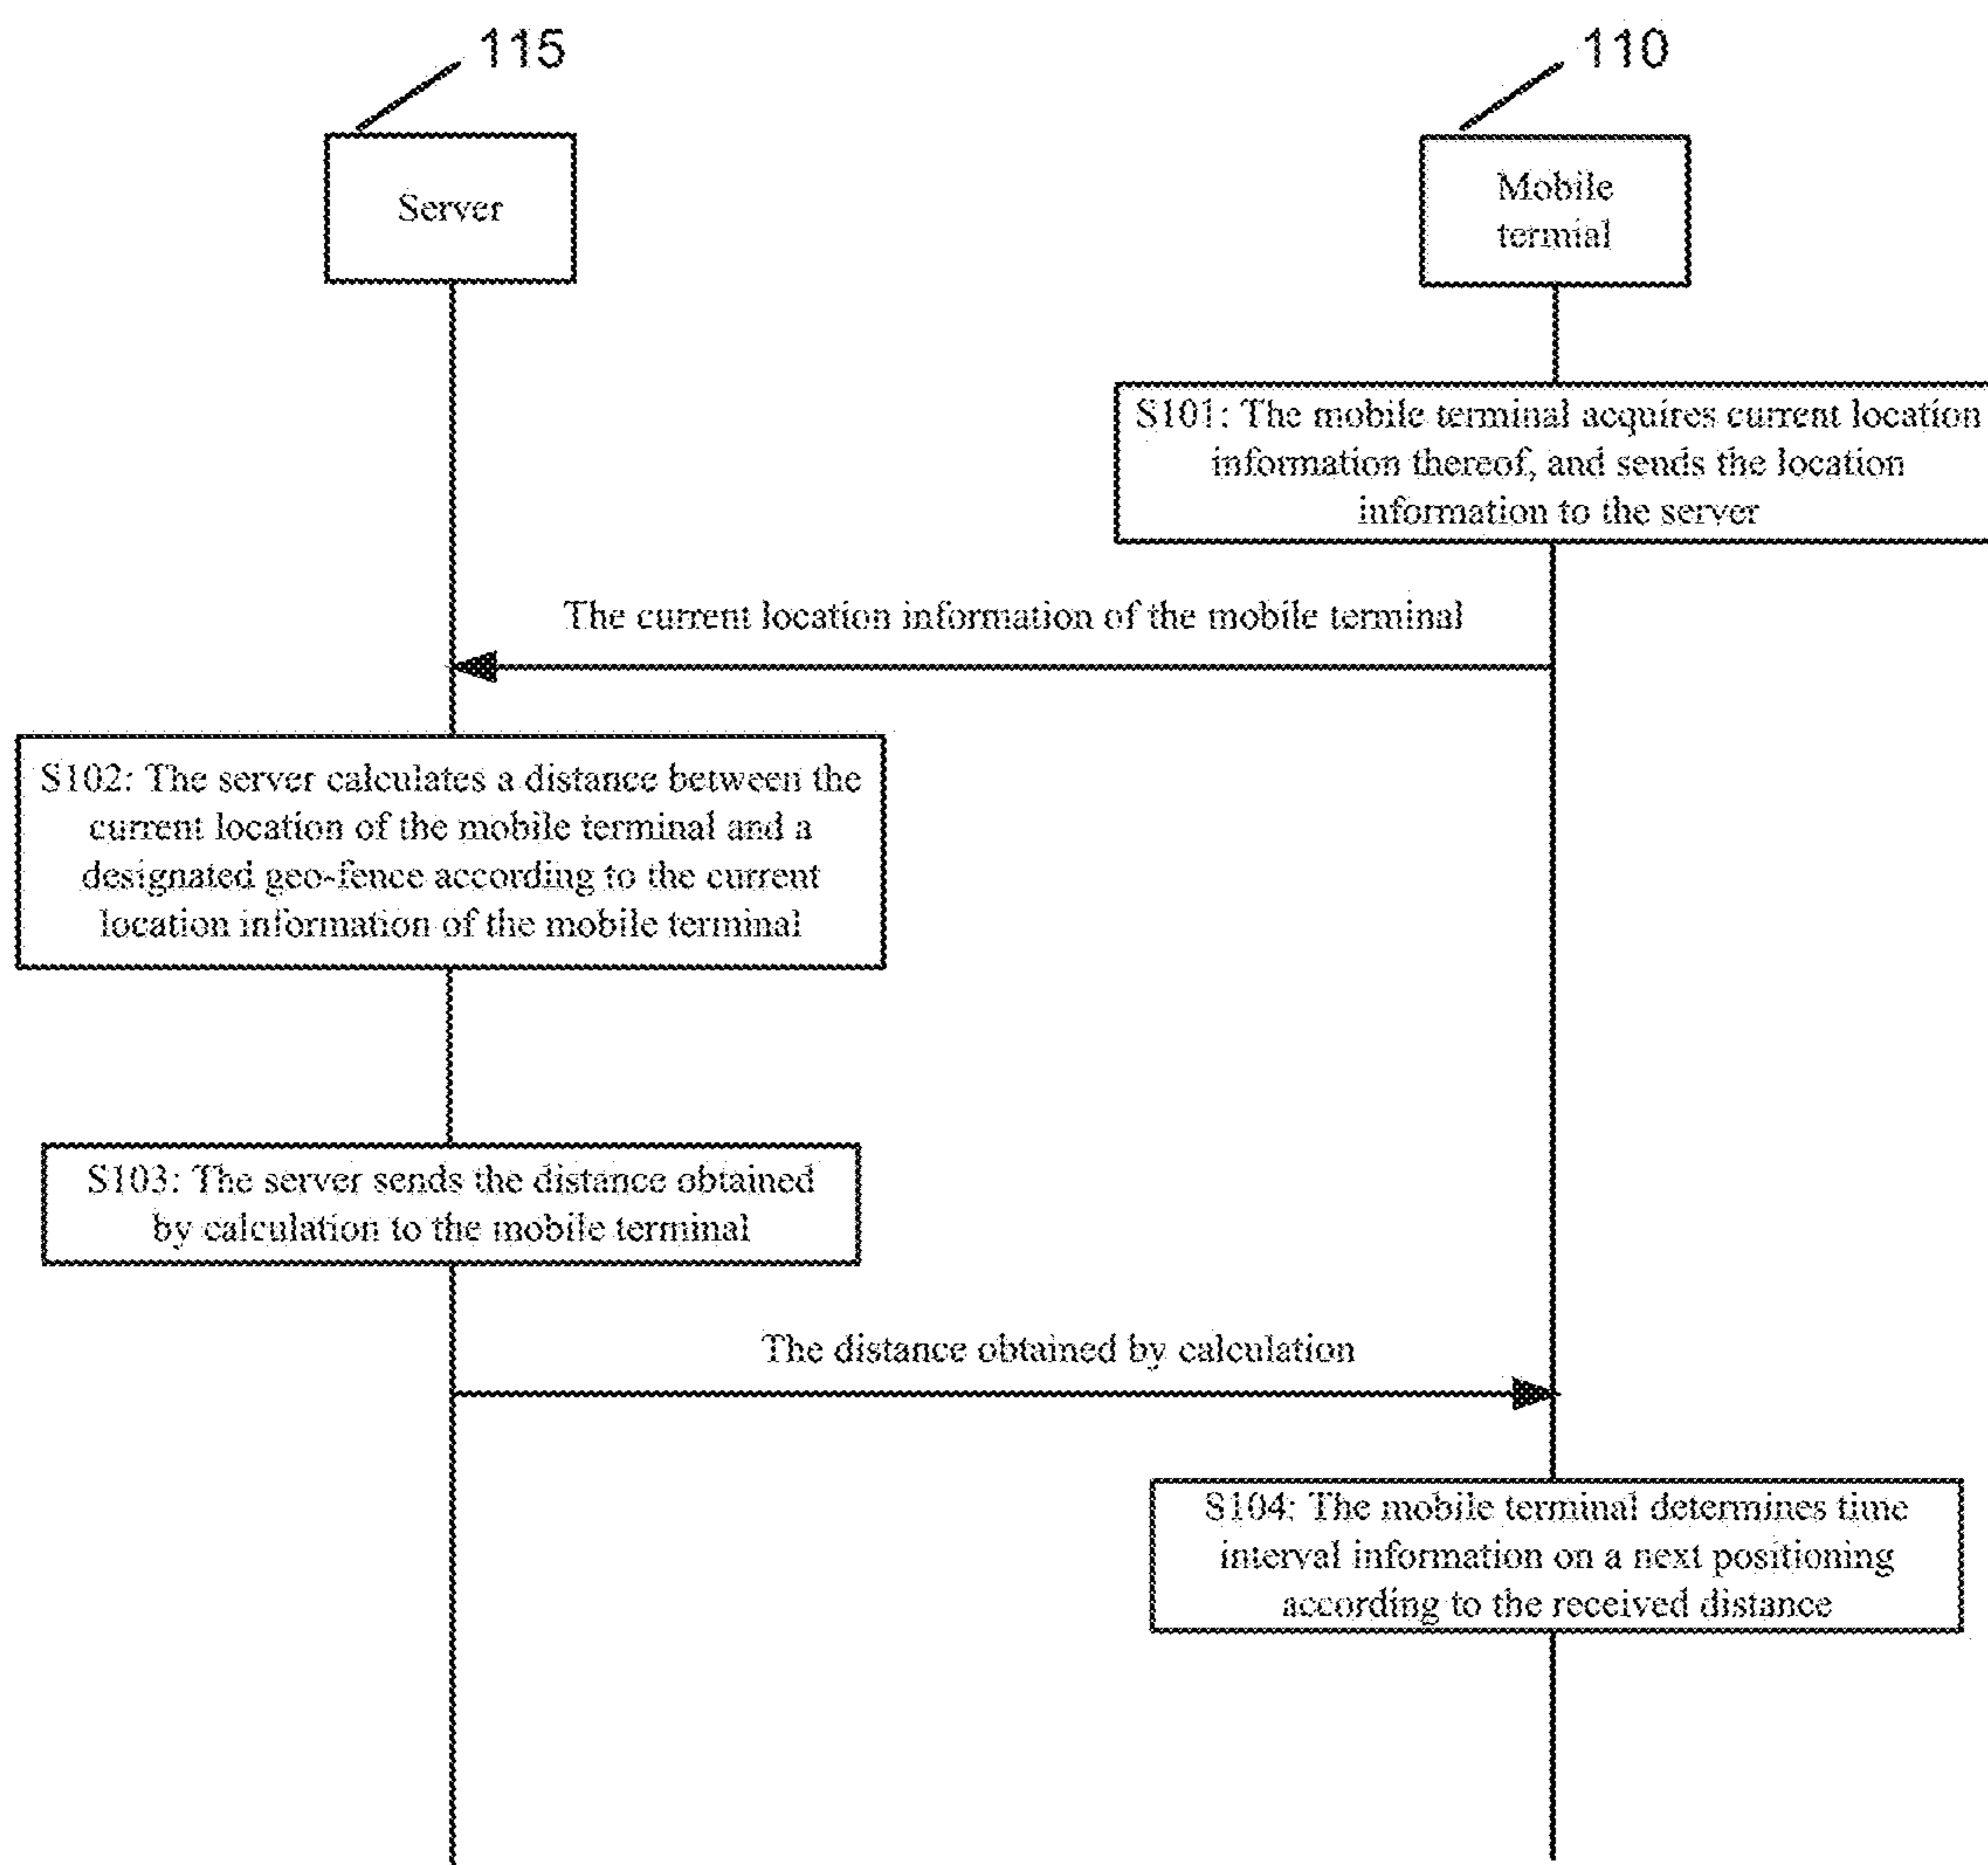 115
110
Server
Mobile
termial
S101: The mobile terminal acquires current location
information thereof, and sends the location
information to the server
The current location information of the mobile terminal
S102: The server calculates a distance between the
current location of the mobile terminal and a
designated geo-fence according to the current
location information of the mobile terminal
S103: The server sends the distance obtained
by calculation to the mobile terminal
The distance obtained by calculation
S104: The mobile terminal determines time
interval information on a next positioning
according to the received distance